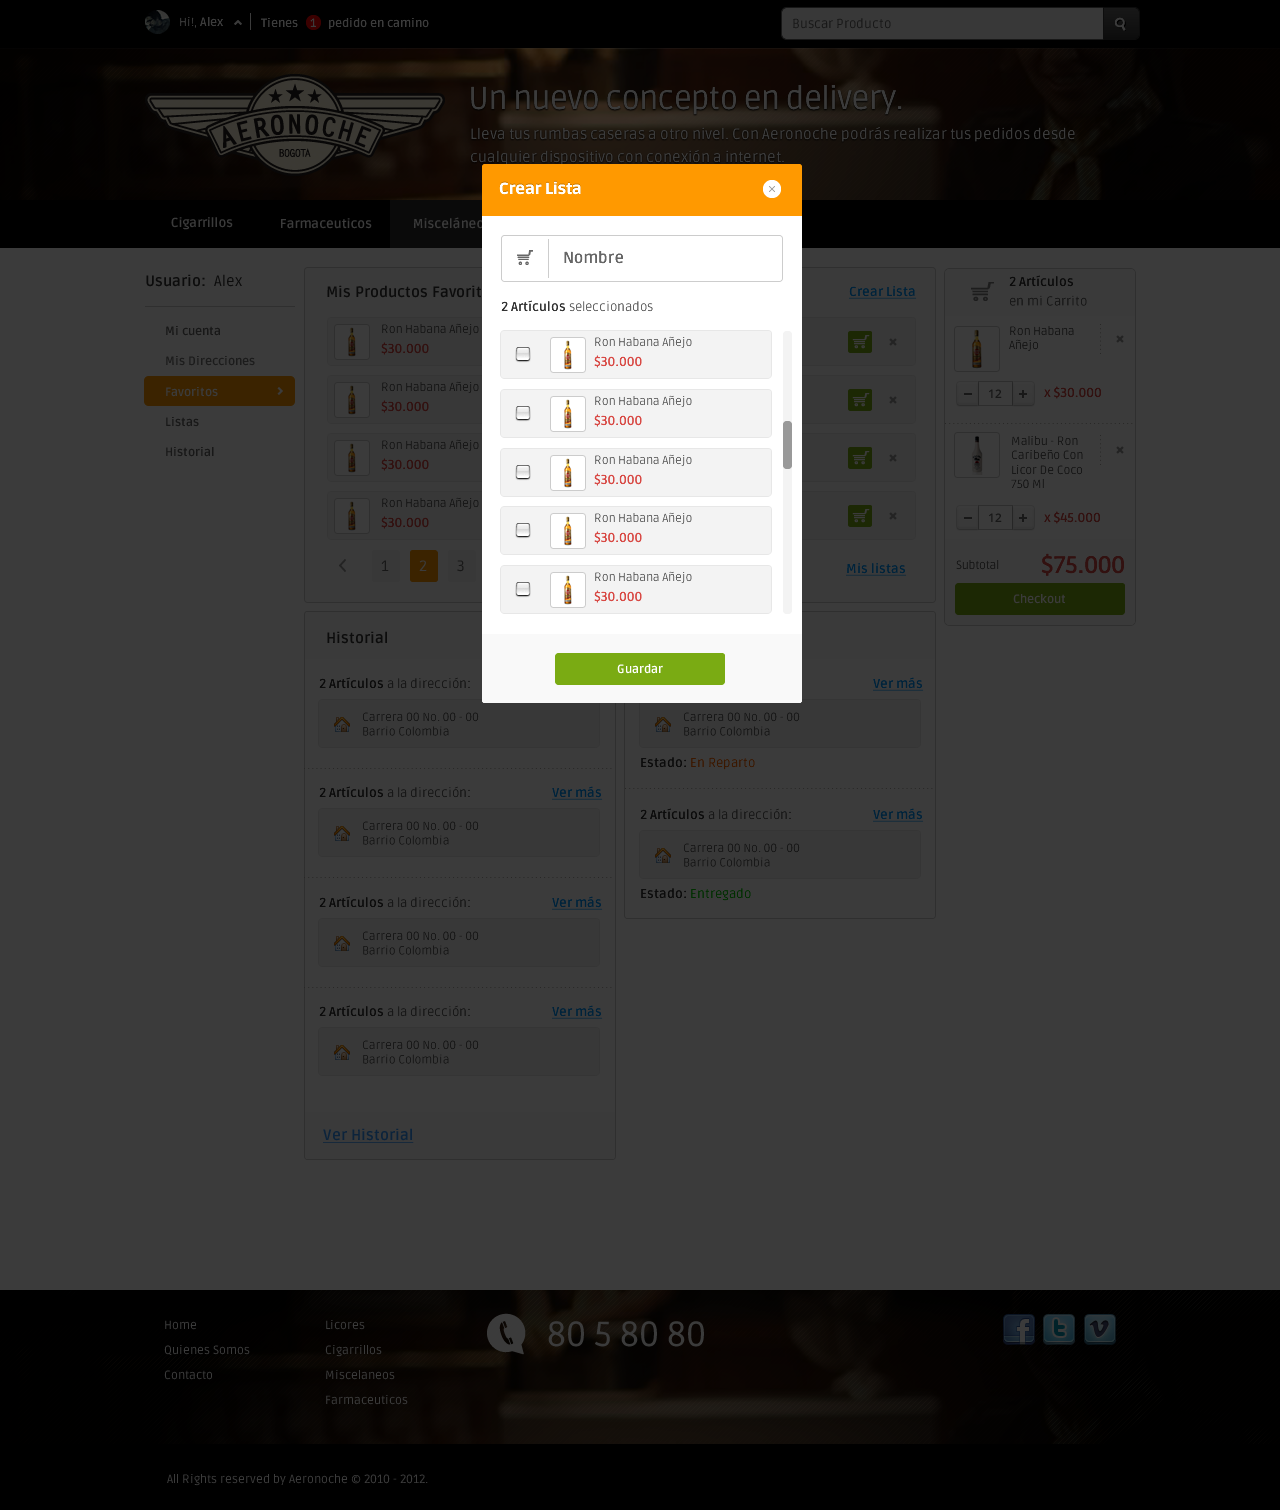 Hi!, Alex
Tienes 1 pedido en camino
Buscar Producto
AERONOCHE
BOGOTA
Un nuevo concepto en delivery.
Lleva tus rumbas caseras a otro nivel. Con Aeronoche podrás realizar tus pedidos desde
cualquier dispositivo con conexión a internet.
Cigarrillos
Farmaceuticos
Misceláneo
Usuario: Alex
Mi cuenta
Mis Direcciones
Favoritos
Listas
Historial
Mis Productos Favorit
Crear Lista
Ron Habana Añejo
$30.000
Ron Habana Añejo
$30.000
Ron Habana Añejo
$30.000
Ron Habana Añejo
$30.000
1 2 3
Mis listas
Crear Lista
Nombre
2 Artículos seleccionados
Ron Habana Añejo
$30.000
Ron Habana Añejo
$30.000
Ron Habana Añejo
$30.000
Ron Habana Añejo
$30.000
Ron Habana Añejo
$30.000
Guardar
2 Artículos
en mi Carrito
Ron Habana
Añejo
12
x $30.000
Malibu - Ron
Caribeño Con
Licor De Coco
750 Ml
12
x $45.000
Subtotal $75.000
Checkout
Historial
2 Artículos a la dirección:
Carrera 00 No. 00 - 00
Barrio Colombia
2 Artículos a la dirección: Ver más
Carrera 00 No. 00 - 00
Barrio Colombia
2 Artículos a la dirección: Ver más
Carrera 00 No. 00 - 00
Barrio Colombia
2 Artículos a la dirección: Ver más
Carrera 00 No. 00 - 00
Barrio Colombia
Ver Historial
Ver más
Carrera 00 No. 00 - 00
Barrio Colombia
Estado: En Reparto
2 Artículos a la dirección: Ver más
Carrera 00 No. 00 - 00
Barrio Colombia
Estado: Entregado
Home
Quienes Somos
Contacto
Licores
Cigarrillos
Miscelaneos
Farmaceuticos
80 5 80 80
All Rights reserved by Aeronoche © 2010 - 2012.